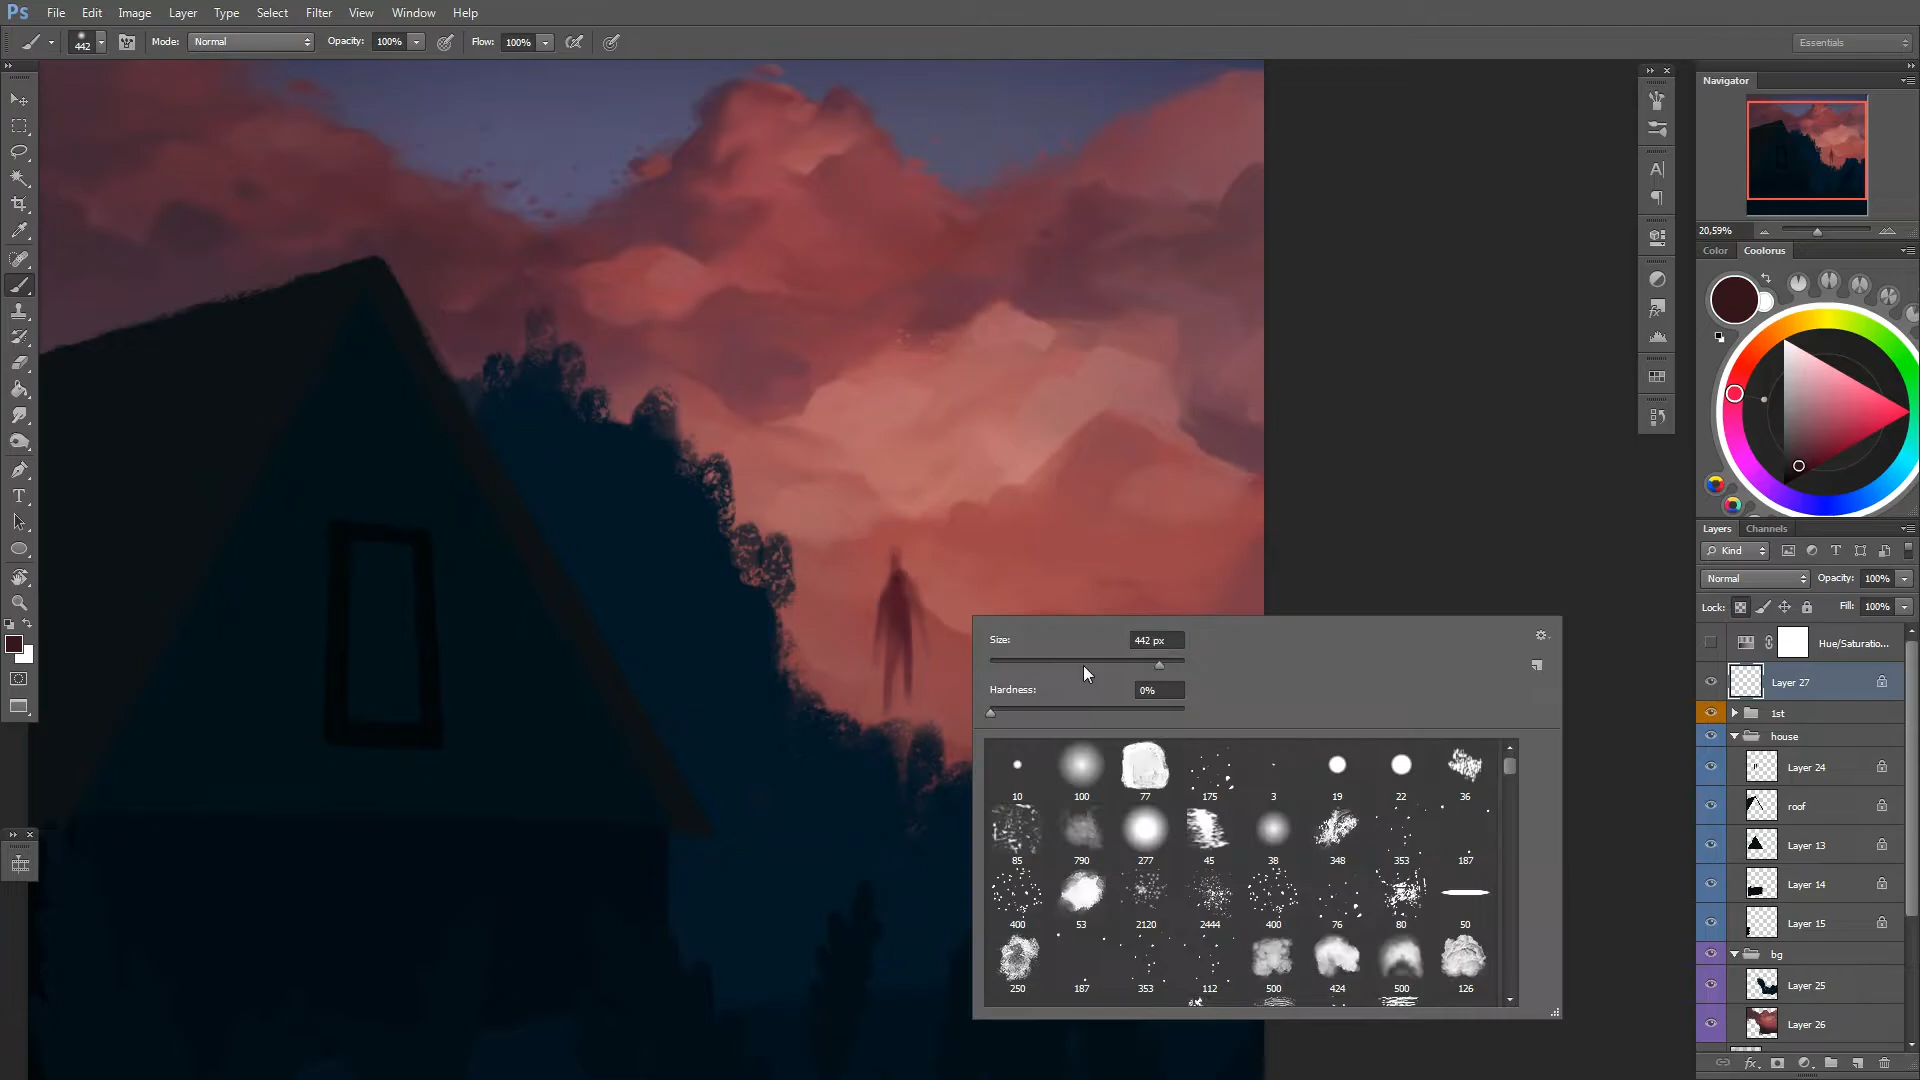 Ps File Edit Image Layer Type Select Filter View Window Help
442 Mode: Normal Opacity: 100% Flow: 100% Essentials
Navigator
20,59%
Color Coolorus
Layers Channels
Kind
Normal Opacity: 100%
Lock: Fill: 100%
Hue/Saturatio...
Layer 27
1st
house
Layer 24
roof
Layer 13
Layer 14
Layer 15
bg
Layer 25
Layer 26
Size: 442 px
Hardness: 0%
10 100 77 175 3 19 22 36
85 790 277 45 38 348 353 187
400 53 2120 2444 400 76 80 50
250 187 353 112 500 424 500 126